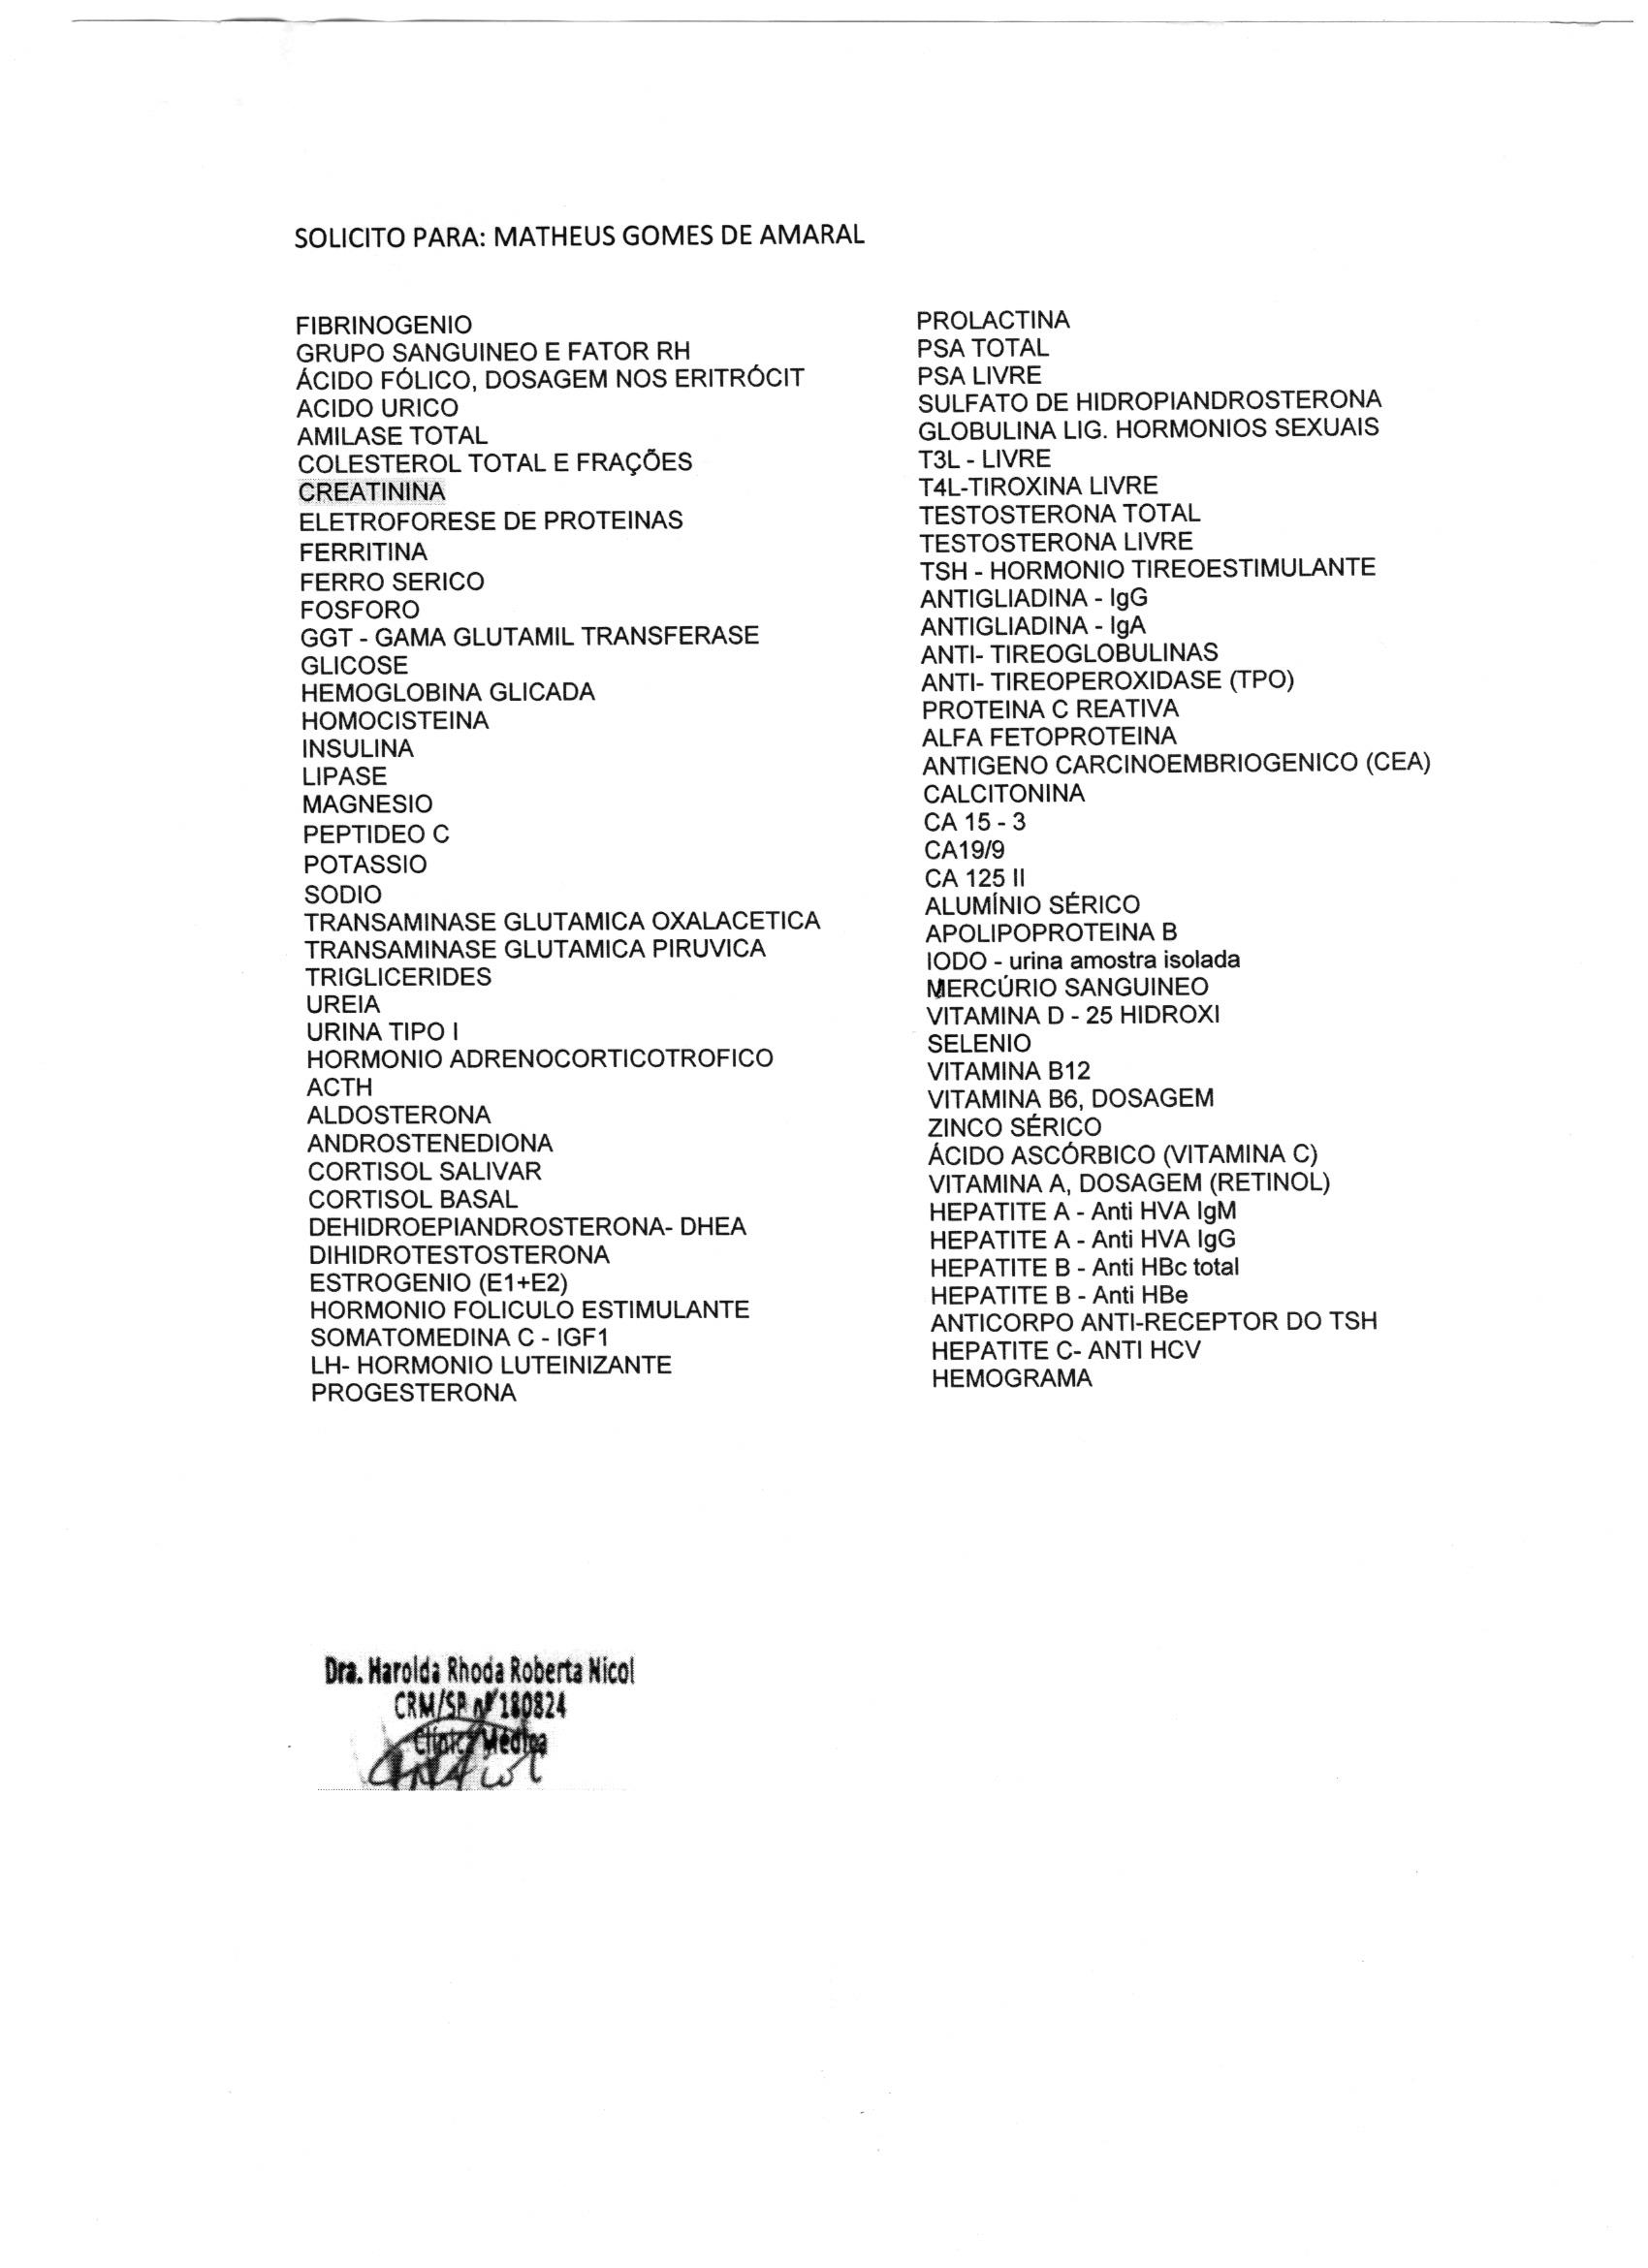 SOLICITO PARA: MATHEUS GOMES DE AMARAL
FIBRINOGENIO
GRUPO SANGUINEO E FATOR RH
ÁCIDO FÓLICO, DOSAGEM NOS ERITRÓCIT
ACIDO URICO
AMILASE TOTAL
COLESTEROL TOTAL E FRAÇÕES
CREATININA
ELETROFORESE DE PROTEINAS
FERRITINA
FERRO SERICO
FOSFORO
GGT - GAMA GLUTAMIL TRANSFERASE
GLICOSE
HEMOGLOBINA GLICADA
HOMOCISTEINA
INSULINA
LIPASE
MAGNESIO
PEPTIDEO C
POTASSIO
SODIO
TRANSAMINASE GLUTAMICA OXALACETICA
TRANSAMINASE GLUTAMICA PIRUVICA
TRIGLICERIDES
UREIA
URINA TIPO I
HORMONIO ADRENOCORTICOTROFICO
ACTH
ALDOSTERONA
ANDROSTENEDIONA
CORTISOL SALIVAR
CORTISOL BASAL
DEHIDROEPIANDROSTERONA- DHEA
DIHIDROTESTOSTERONA
ESTROGENIO (E1+E2)
HORMONIO FOLICULO ESTIMULANTE
SOMATOMEDINA C - IGF1
LH- HORMONIO LUTEINIZANTE
PROGESTERONA
PROLACTINA
PSA TOTAL
PSA LIVRE
SULFATO DE HIDROPIANDROSTERONA
GLOBULINA LIG. HORMONIOS SEXUAIS
T3L - LIVRE
T4L-TIROXINA LIVRE
TESTOSTERONA TOTAL
TESTOSTERONA LIVRE
TSH - HORMONIO TIREOESTIMULANTE
ANTIGLIADINA - IgG
ANTIGLIADINA - IgA
ANTI- TIREOGLOBULINAS
ANTI- TIREOPEROXIDASE (TPO)
PROTEINA C REATIVA
ALFA FETOPROTEINA
ANTIGENO CARCINOEMBRIOGENICO (CEA)
CALCITONINA
CA 15 - 3
CA19/9
CA 125 II
ALUMÍNIO SÉRICO
APOLIPOPROTEINA B
IODO - urina amostra isolada
MERCÚRIO SANGUINEO
VITAMINA D - 25 HIDROXI
SELENIO
VITAMINA B12
VITAMINA B6, DOSAGEM
ZINCO SÉRICO
ÁCIDO ASCÓRBICO (VITAMINA C)
VITAMINA A, DOSAGEM (RETINOL)
HEPATITE A - Anti HVA IgM
HEPATITE A - Anti HVA IgG
HEPATITE B - Anti HBc total
HEPATITE B - Anti HBe
ANTICORPO ANTI-RECEPTOR DO TSH
HEPATITE C- ANTI HCV
HEMOGRAMA
Dra. Harolda Rhoda Roberta Nicol
CRM/SP nº 180824
Clínica Médica